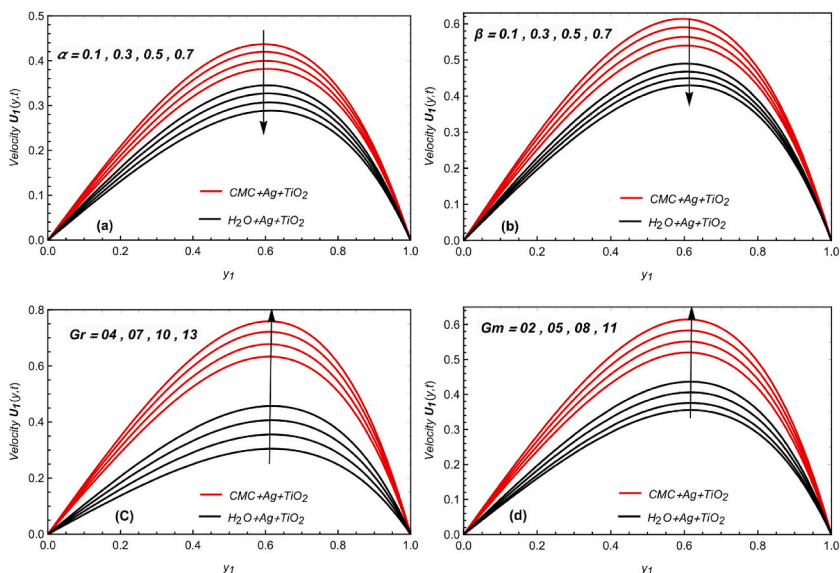 0.5
α = 0.1 , 0.3 , 0.5 , 0.7
0.4
0.3
0.2
0.1
0.0
Velocity U1(y,t)
CMC+Ag+TiO2
H2O+Ag+TiO2
(a)
0.0 0.2 0.4 0.6 0.8 1.0
y1
β = 0.1 , 0.3 , 0.5 , 0.7
0.6
0.5
0.4
0.3
0.2
0.1
0.0
Velocity U1(y,t)
CMC+Ag+TiO2
H2O+Ag+TiO2
(b)
0.0 0.2 0.4 0.6 0.8 1.0
y1
0.8
Gr = 04 , 07 , 10 , 13
0.6
0.4
0.2
0.0
Velocity U1(y,t)
CMC+Ag+TiO2
H2O+Ag+TiO2
(C)
0.0 0.2 0.4 0.6 0.8 1.0
y1
Gm = 02 , 05 , 08 , 11
0.6
0.5
0.4
0.3
0.2
0.1
0.0
Velocity U1(y,t)
CMC+Ag+TiO2
H2O+Ag+TiO2
(d)
0.0 0.2 0.4 0.6 0.8 1.0
y1